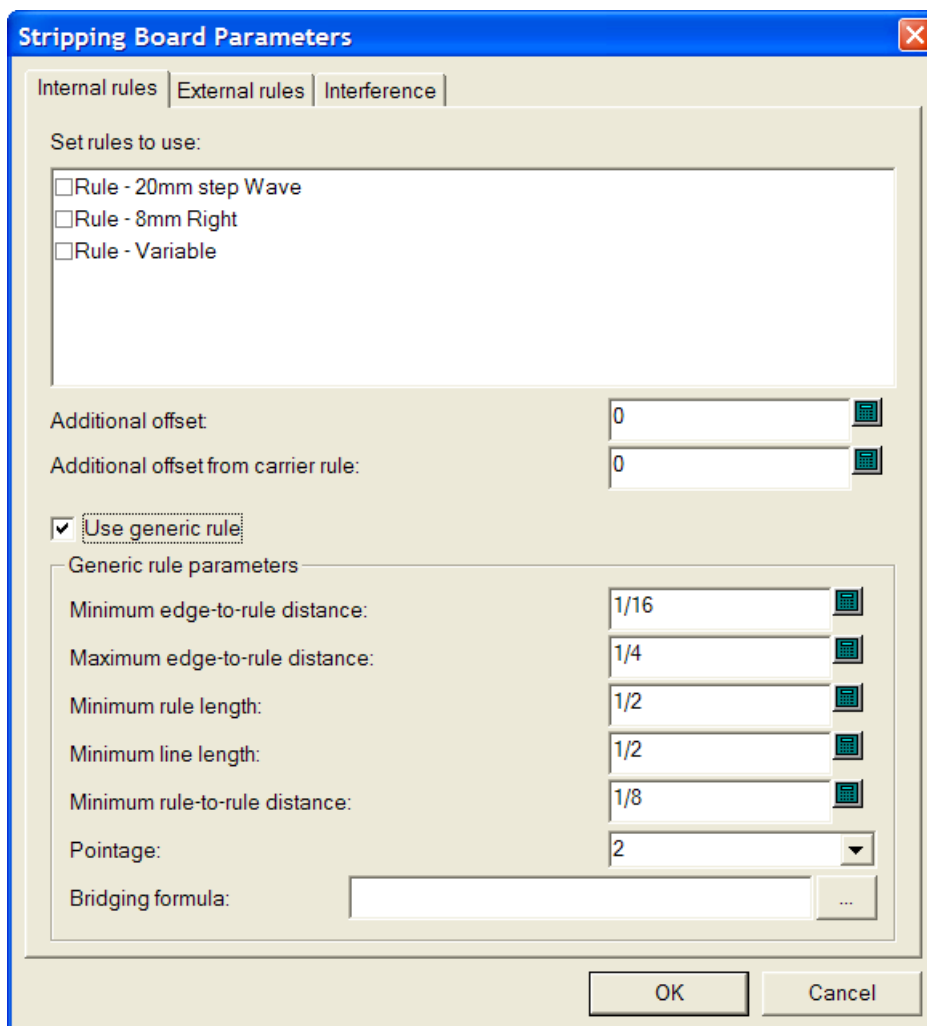 Stripping Board Parameters
Internal rules External rules Interference
Set rules to use:
Rule - 20mm step Wave
Rule - 8mm Right
Rule - Variable
Additional offset: 0
Additional offset from carrier rule: 0
Use generic rule
Generic rule parameters
Minimum edge-to-rule distance: 1/16
Maximum edge-to-rule distance: 1/4
Minimum rule length: 1/2
Minimum line length: 1/2
Minimum rule-to-rule distance: 1/8
Pointage: 2
Bridging formula: ...
OK Cancel